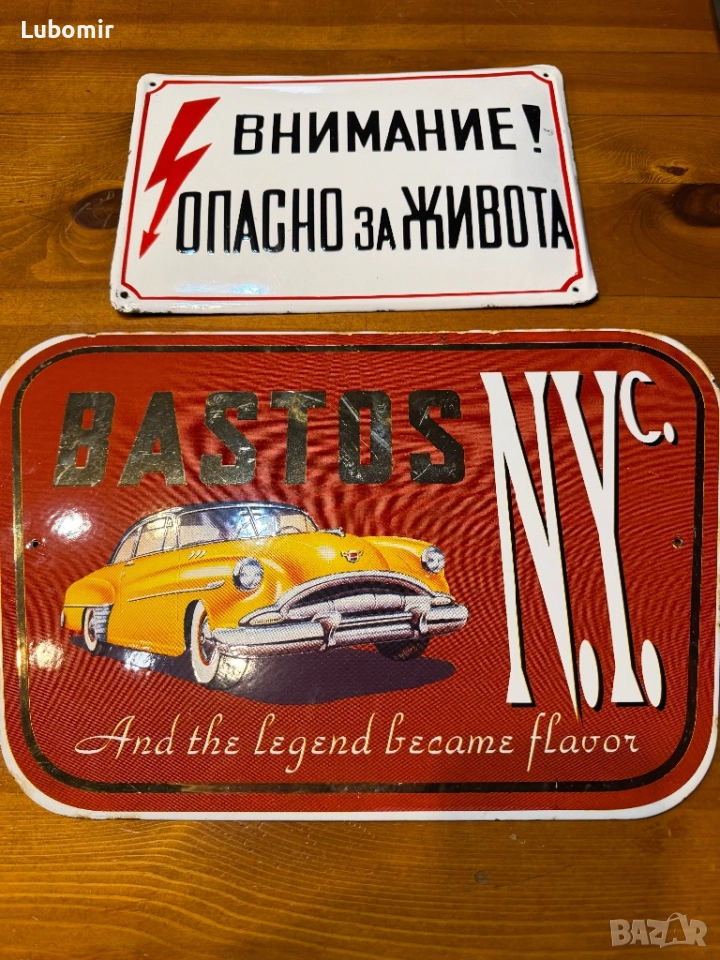 Lubomir
ВНИМАНИЕ!
ОПАСНО ЗА ЖИВОТА
BASTOS N.Y.C.
And the legend became flavor
BAZAR